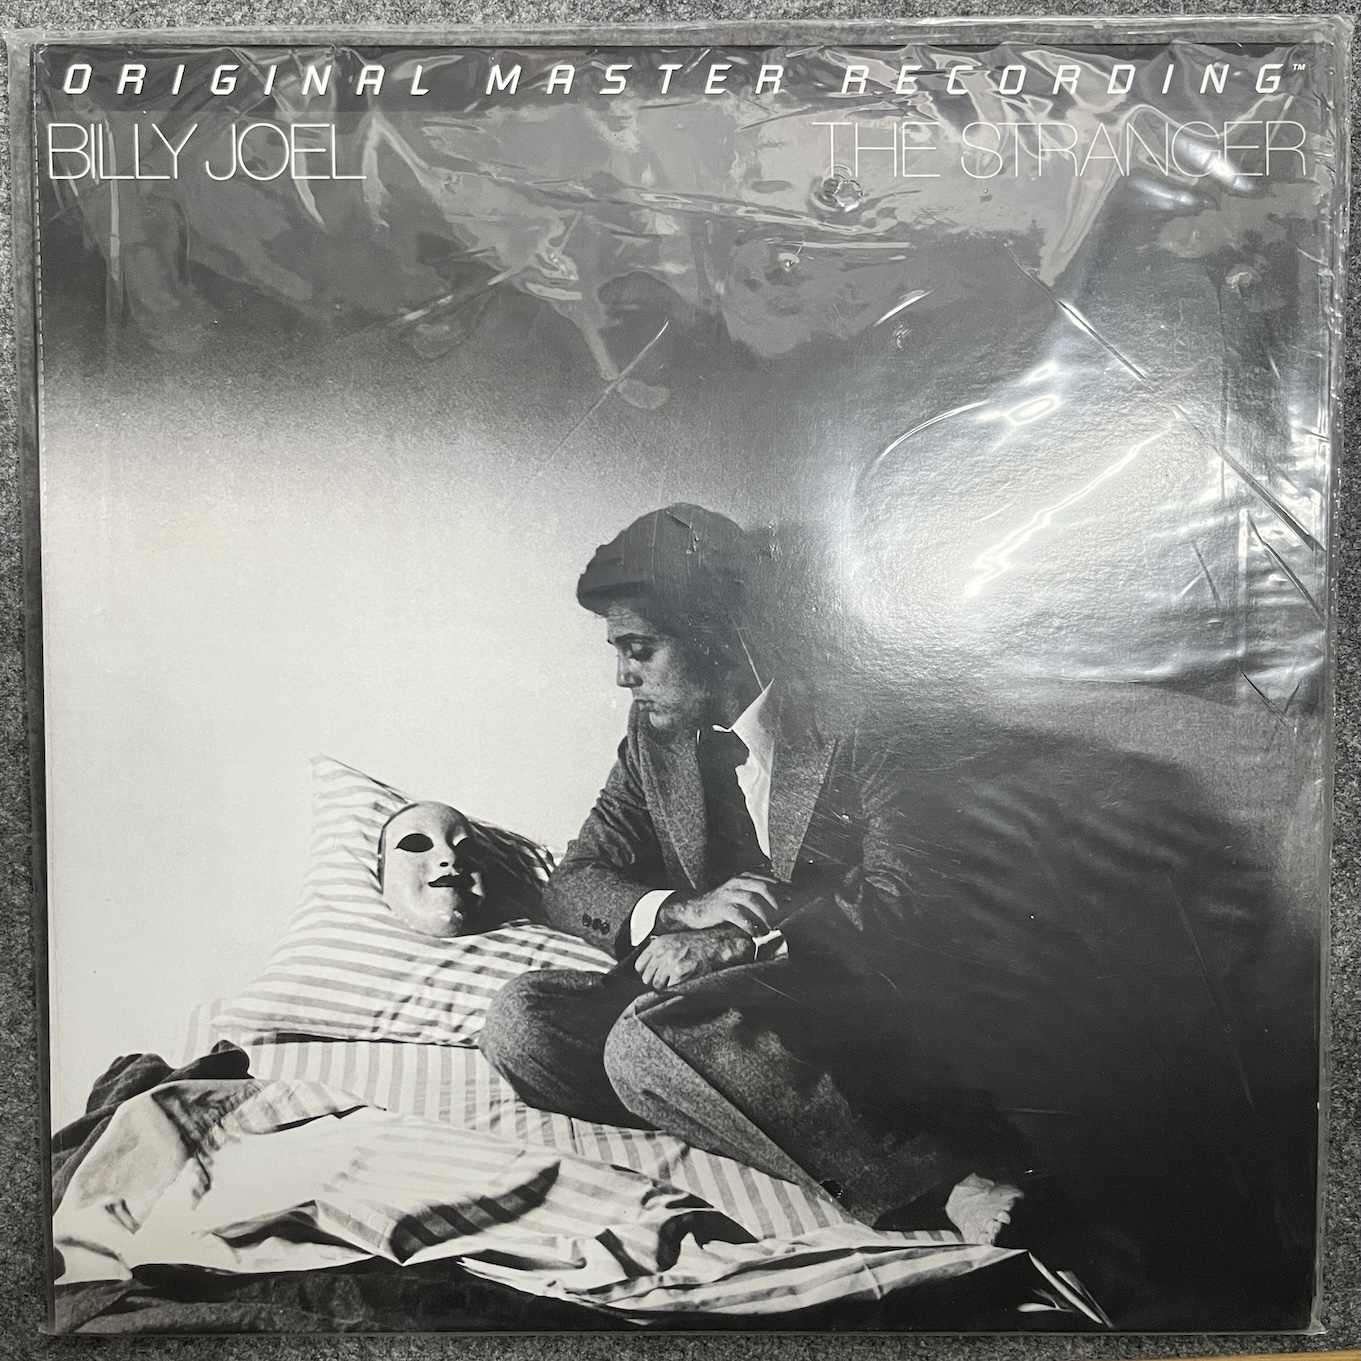 ORIGINAL MASTER RECORDING™
BILLY JOEL THE STRANGER